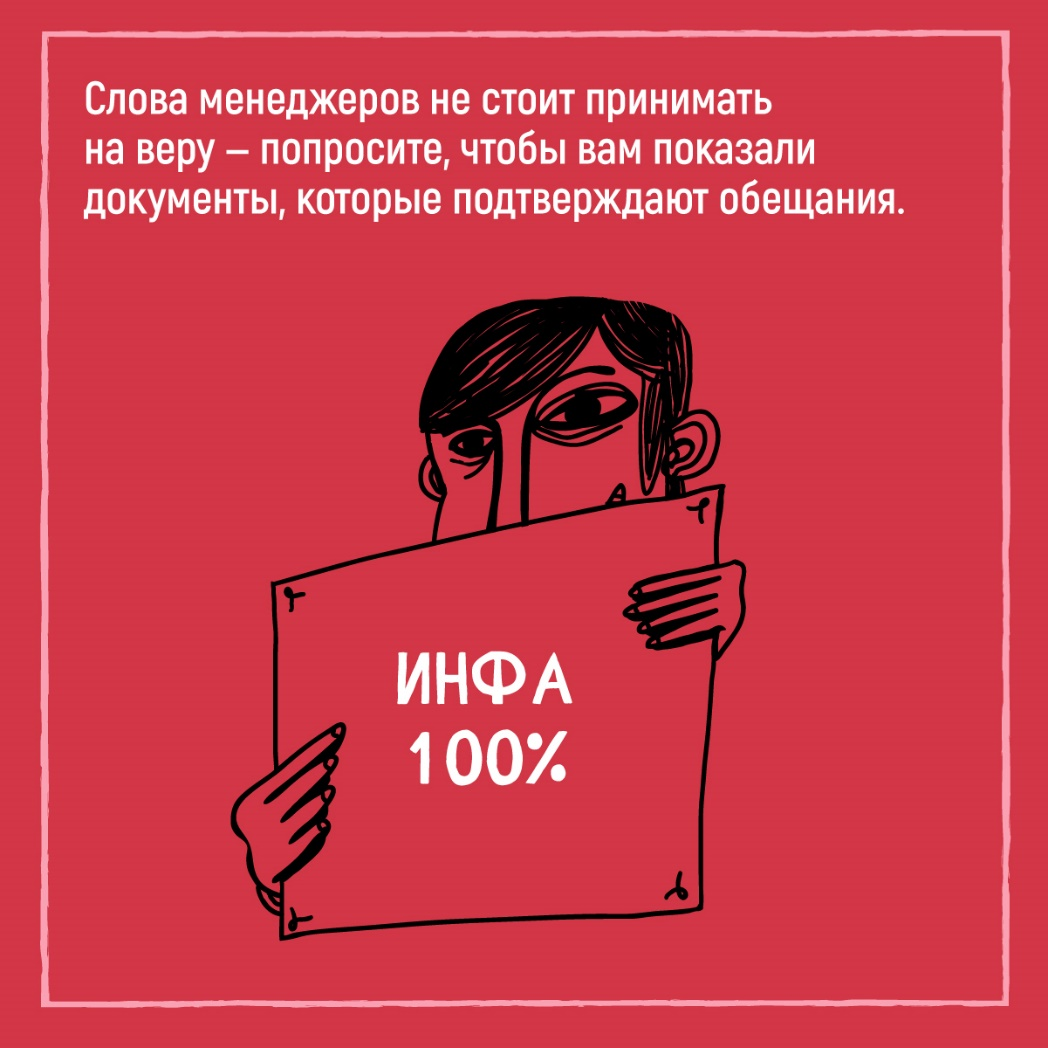 Слова менеджеров не стоит принимать
на веру – попросите, чтобы вам показали
документы, которые подтверждают обещания.
ИНФА
100%